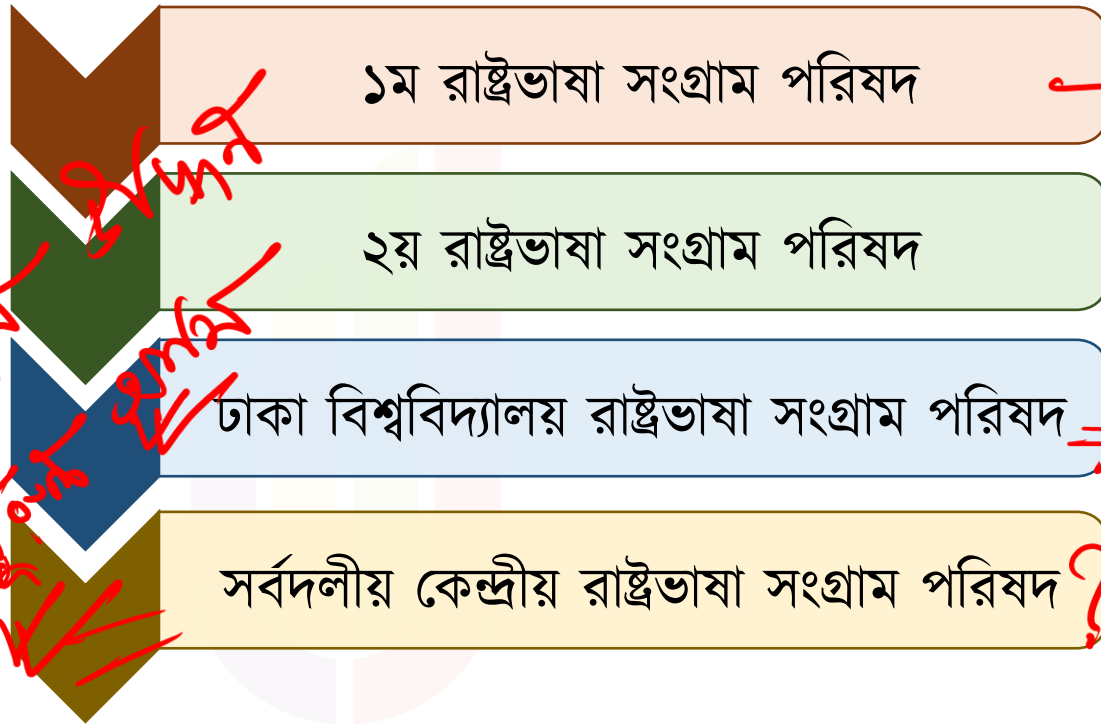 ১ম রাষ্ট্রভাষা সংগ্রাম পরিষদ
২য় রাষ্ট্রভাষা সংগ্রাম পরিষদ
ঢাকা বিশ্ববিদ্যালয় রাষ্ট্রভাষা সংগ্রাম পরিষদ
সর্বদলীয় কেন্দ্রীয় রাষ্ট্রভাষা সংগ্রাম পরিষদ ?